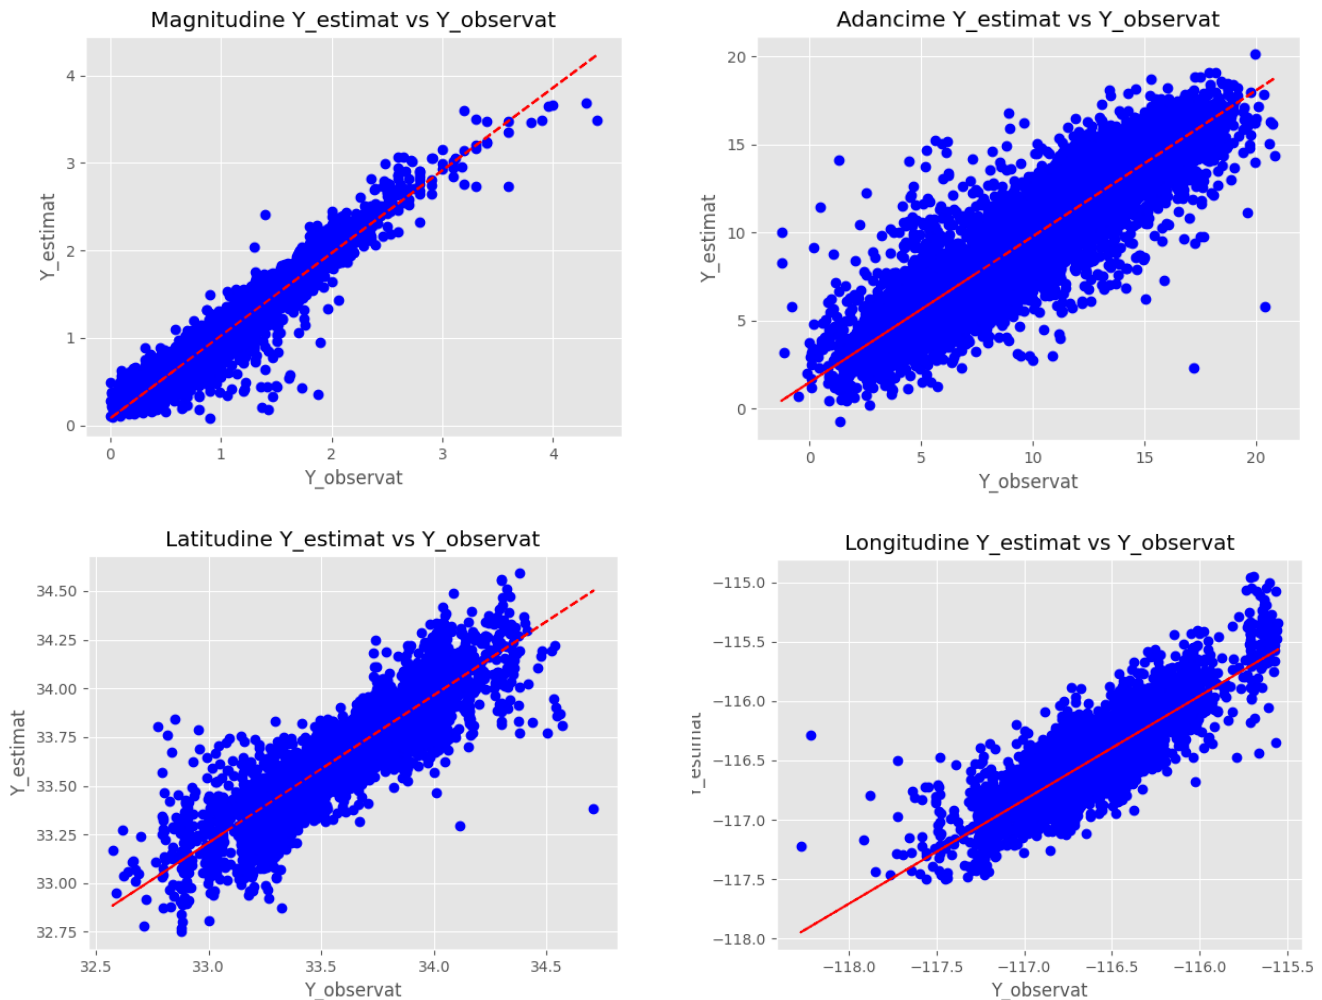 Magnitudine Y_estimat vs Y_observat
4
3
2
1
0
Y_estimat
0 1 2 3 4
Y_observat
Adancime Y_estimat vs Y_observat
20
15
10
5
0
Y_estimat
0 5 10 15 20
Y_observat
Latitudine Y_estimat vs Y_observat
34.50
34.25
34.00
33.75
33.50
33.25
33.00
32.75
Y_estimat
32.5 33.0 33.5 34.0 34.5
Y_observat
Longitudine Y_estimat vs Y_observat
−115.0
−115.5
−116.0
−116.5
−117.0
−117.5
−118.0
Y_estimat
−118.0 −117.5 −117.0 −116.5 −116.0 −115.5
Y_observat